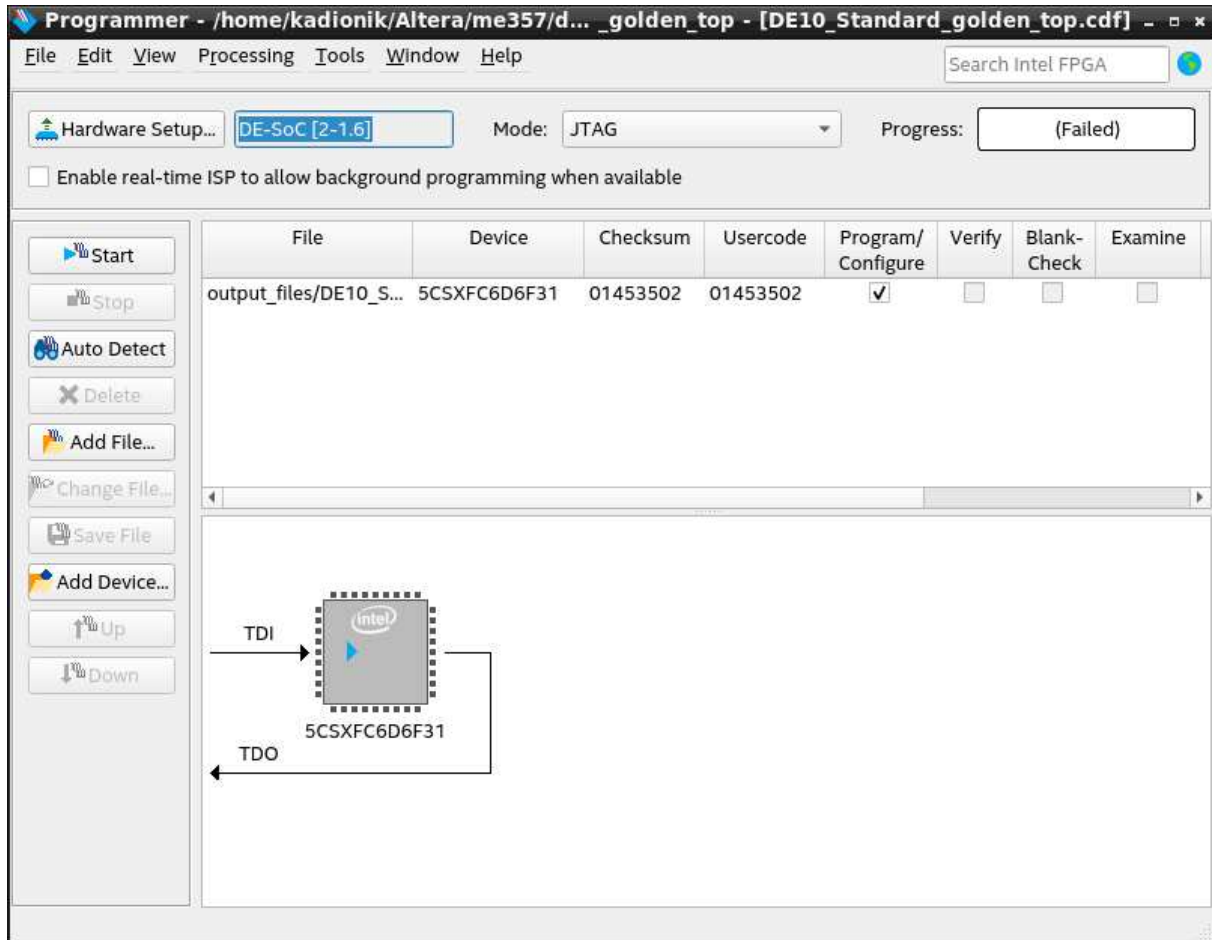 Programmer - /home/kadionik/Altera/me357/d... _golden_top - [DE10_Standard_golden_top.cdf]
File Edit View Processing Tools Window Help
Search Intel FPGA
Hardware Setup... DE-SoC [2-1.6] Mode: JTAG Progress: (Failed)
Enable real-time ISP to allow background programming when available
Start
Stop
Auto Detect
Delete
Add File...
Change File...
Save File
Add Device...
Up
Down
File Device Checksum Usercode Program/ Verify Blank- Examine
Configure Check
output_files/DE10_S... 5CSXFC6D6F31 01453502 01453502
intel
TDI
5CSXFC6D6F31
TDO